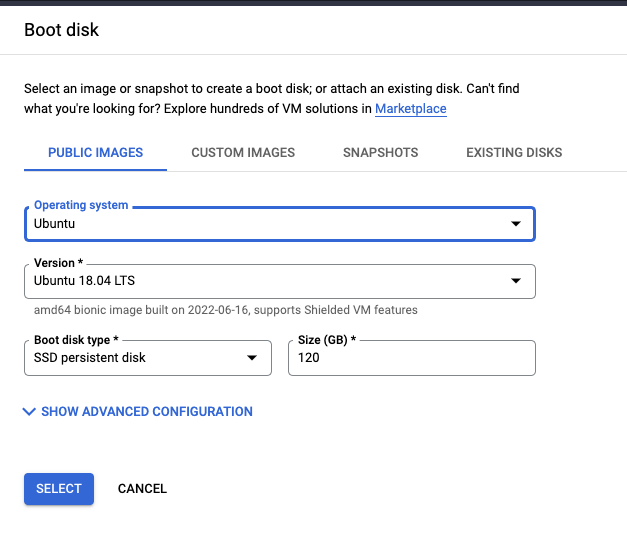 Boot disk
Select an image or snapshot to create a boot disk; or attach an existing disk. Can't find
what you're looking for? Explore hundreds of VM solutions in Marketplace
PUBLIC IMAGES CUSTOM IMAGES SNAPSHOTS EXISTING DISKS
Operating system
Ubuntu
Version *
Ubuntu 18.04 LTS
amd64 bionic image built on 2022-06-16, supports Shielded VM features
Boot disk type * Size (GB) *
SSD persistent disk 120
SHOW ADVANCED CONFIGURATION
SELECT CANCEL